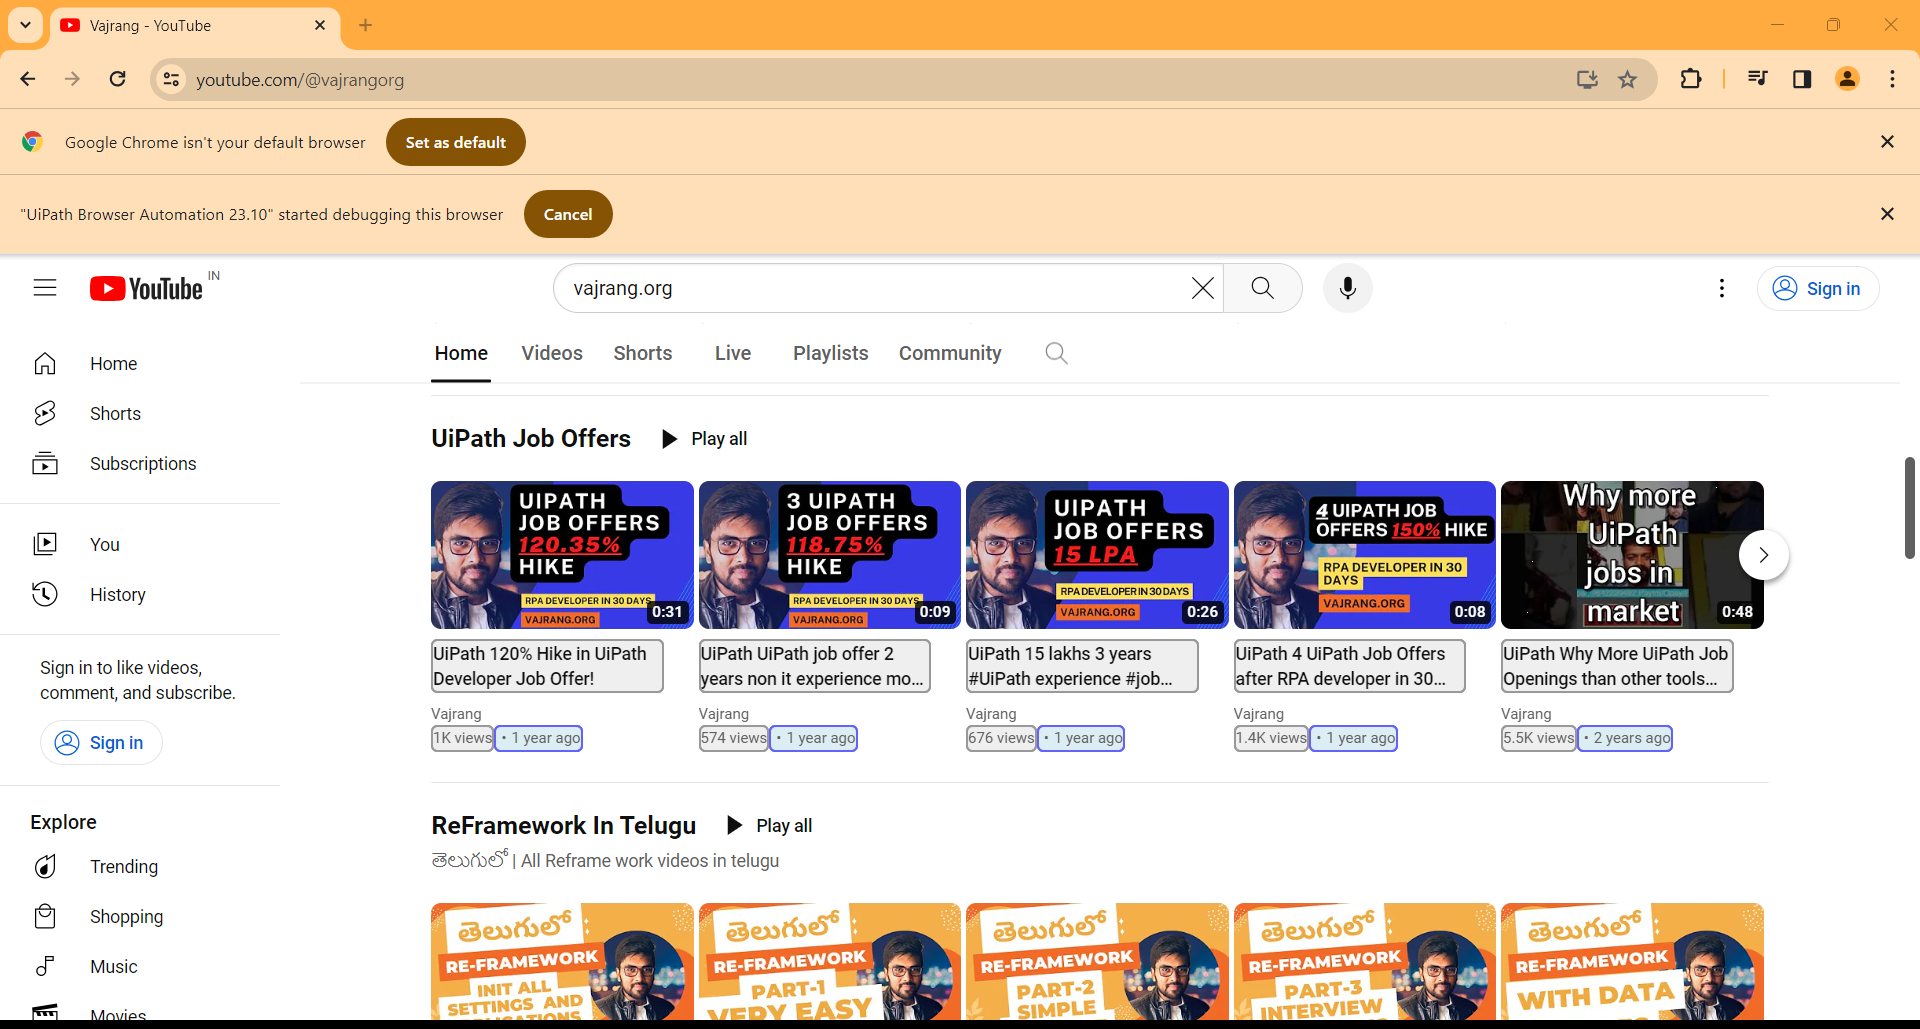 Vajrang - YouTube
youtube.com/@vajrangorg
Google Chrome isn't your default browser
Set as default
"UiPath Browser Automation 23.10" started debugging this browser
Cancel
YouTube IN
vajrang.org
Sign in
Home
Shorts
Subscriptions
You
History
Sign in to like videos,
comment, and subscribe.
Sign in
Explore
Trending
Shopping
Music
Movies
Home Videos Shorts Live Playlists Community
UiPath Job Offers Play all
UIPATH
JOB OFFERS
120.35%
HIKE
RPA DEVELOPER IN 30 DAYS
VAJRANG.ORG
0:31
UiPath 120% Hike in UiPath
Developer Job Offer!
Vajrang
1K views • 1 year ago
3 UIPATH
JOB OFFERS
118.75%
HIKE
RPA DEVELOPER IN 30 DAYS
VAJRANG.ORG
0:09
UiPath UiPath job offer 2
years non it experience mo...
Vajrang
574 views • 1 year ago
UIPATH
JOB OFFERS
15 LPA
RPA DEVELOPER IN 30 DAYS
VAJRANG.ORG
0:26
UiPath 15 lakhs 3 years
#UiPath experience #job...
Vajrang
676 views • 1 year ago
4 UIPATH JOB
OFFERS 150% HIKE
RPA DEVELOPER IN 30
DAYS
VAJRANG.ORG
0:08
UiPath 4 UiPath Job Offers
after RPA developer in 30...
Vajrang
1.4K views • 1 year ago
Why more
UiPath
jobs in
market
0:48
UiPath Why More UiPath Job
Openings than other tools...
Vajrang
5.5K views • 2 years ago
ReFramework In Telugu Play all
తెలుగులో | All Reframe work videos in telugu
తెలుగులో
RE-FRAMEWORK
INIT ALL
SETTINGS AND
తెలుగులో
RE-FRAMEWORK
PART-1
VERY EASY
తెలుగులో
RE-FRAMEWORK
PART-2
SIMPLE
తెలుగులో
RE-FRAMEWORK
PART-3
INTERVIEW
తెలుగులో
RE-FRAMEWORK
WITH DATA